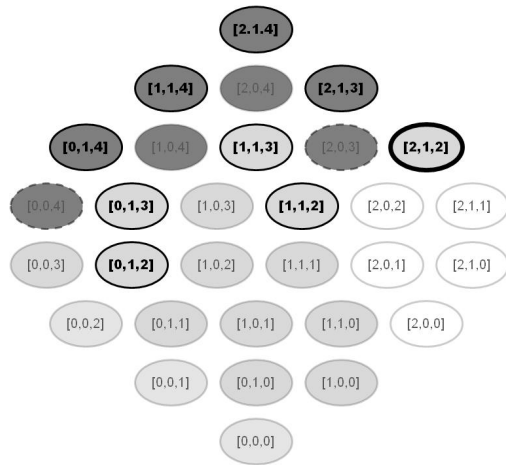 [2.1.4]
[1,1,4] [2,0,4] [2,1,3]
[0,1,4] [1,0,4] [1,1,3] [2,0,3] [2,1,2]
[0,0,4] [0,1,3] [1,0,3] [1,1,2] [2,0,2] [2,1,1]
[0,0,3] [0,1,2] [1,0,2] [1,1,1] [2,0,1] [2,1,0]
[0,0,2] [0,1,1] [1,0,1] [1,1,0] [2,0,0]
[0,0,1] [0,1,0] [1,0,0]
[0,0,0]